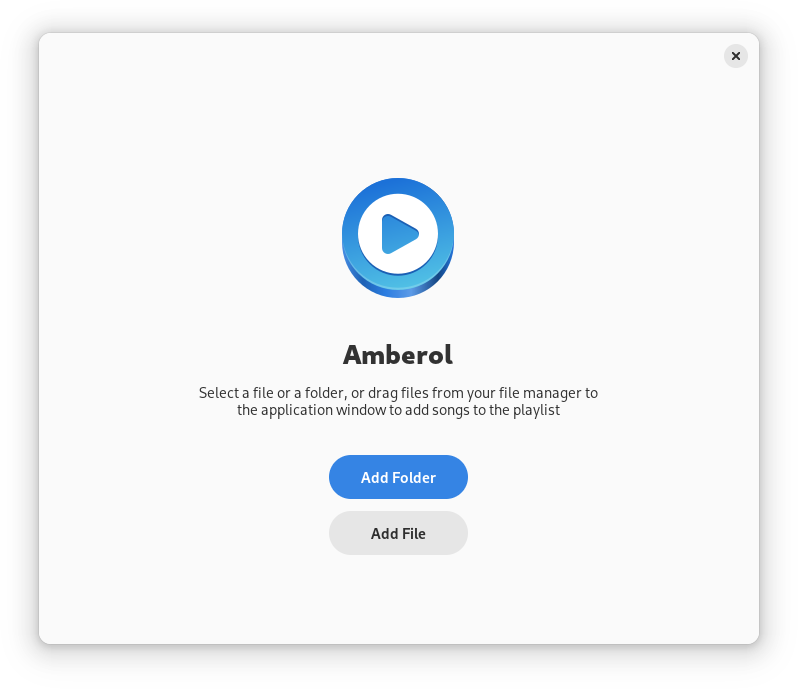 Amberol
Select a file or a folder, or drag files from your file manager to
the application window to add songs to the playlist
Add Folder
Add File